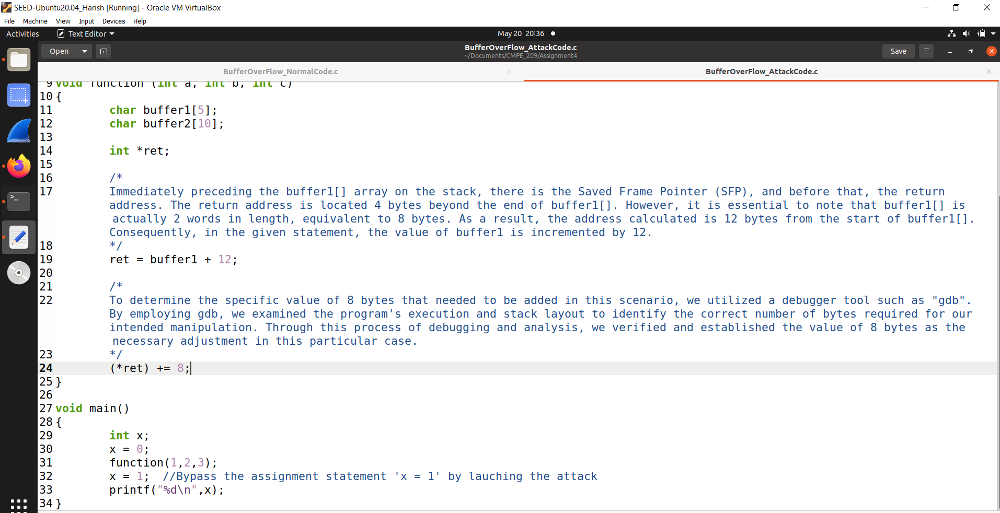 SEED-Ubuntu20.04_Harish [Running] - Oracle VM VirtualBox
File Machine View Input Devices Help
Activities Text Editor May 20 20:36
Open BufferOverFlow_AttackCode.c Save
~/Documents/CMPE_209/Assignment4
BufferOverFlow_NormalCode.c × BufferOverFlow_AttackCode.c ×
9 void function (int a, int b, int c)
10 {
11 char buffer1[5];
12 char buffer2[10];
13
14 int *ret;
15
16 /*
17 Immediately preceding the buffer1[] array on the stack, there is the Saved Frame Pointer (SFP), and before that, the return
address. The return address is located 4 bytes beyond the end of buffer1[]. However, it is essential to note that buffer1[] is
actually 2 words in length, equivalent to 8 bytes. As a result, the address calculated is 12 bytes from the start of buffer1[].
Consequently, in the given statement, the value of buffer1 is incremented by 12.
18 */
19 ret = buffer1 + 12;
20
21 /*
22 To determine the specific value of 8 bytes that needed to be added in this scenario, we utilized a debugger tool such as "gdb".
By employing gdb, we examined the program's execution and stack layout to identify the correct number of bytes required for our
intended manipulation. Through this process of debugging and analysis, we verified and established the value of 8 bytes as the
necessary adjustment in this particular case.
23 */
24 (*ret) += 8;
25 }
26
27 void main()
28 {
29 int x;
30 x = 0;
31 function(1,2,3);
32 x = 1; //Bypass the assignment statement 'x = 1' by lauching the attack
33 printf("%d\n",x);
34 }